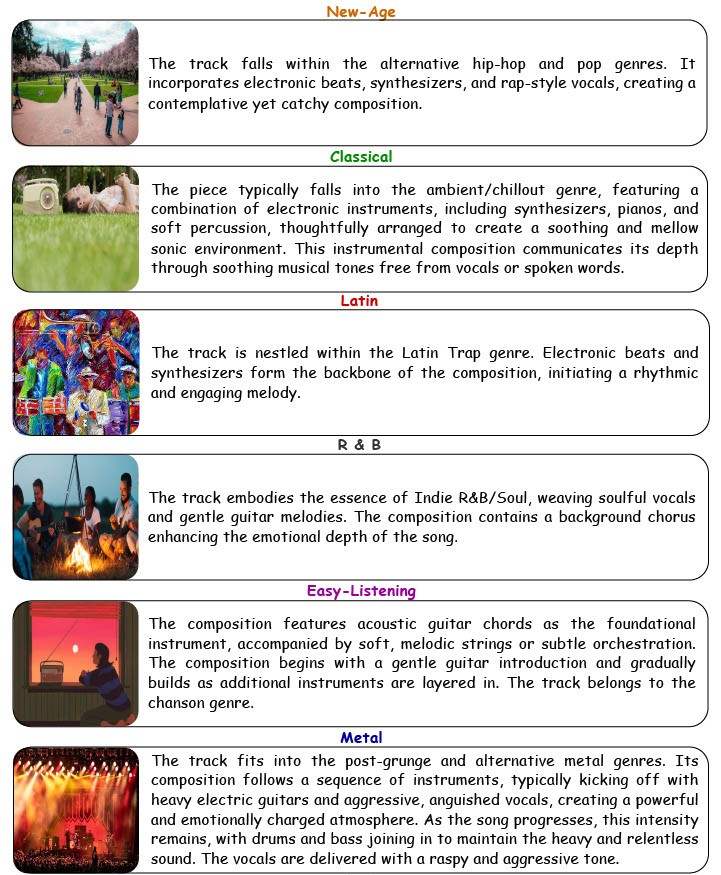 New-Age
The track falls within the alternative hip-hop and pop genres. It
incorporates electronic beats, synthesizers, and rap-style vocals, creating a
contemplative yet catchy composition.
Classical
The piece typically falls into the ambient/chillout genre, featuring a
combination of electronic instruments, including synthesizers, pianos, and
soft percussion, thoughtfully arranged to create a soothing and mellow
sonic environment. This instrumental composition communicates its depth
through soothing musical tones free from vocals or spoken words.
Latin
The track is nestled within the Latin Trap genre. Electronic beats and
synthesizers form the backbone of the composition, initiating a rhythmic
and engaging melody.
R & B
The track embodies the essence of Indie R&B/Soul, weaving soulful vocals
and gentle guitar melodies. The composition contains a background chorus
enhancing the emotional depth of the song.
Easy-Listening
The composition features acoustic guitar chords as the foundational
instrument, accompanied by soft, melodic strings or subtle orchestration.
The composition begins with a gentle guitar introduction and gradually
builds as additional instruments are layered in. The track belongs to the
chanson genre.
Metal
The track fits into the post-grunge and alternative metal genres. Its
composition follows a sequence of instruments, typically kicking off with
heavy electric guitars and aggressive, anguished vocals, creating a powerful
and emotionally charged atmosphere. As the song progresses, this intensity
remains, with drums and bass joining in to maintain the heavy and relentless
sound. The vocals are delivered with a raspy and aggressive tone.